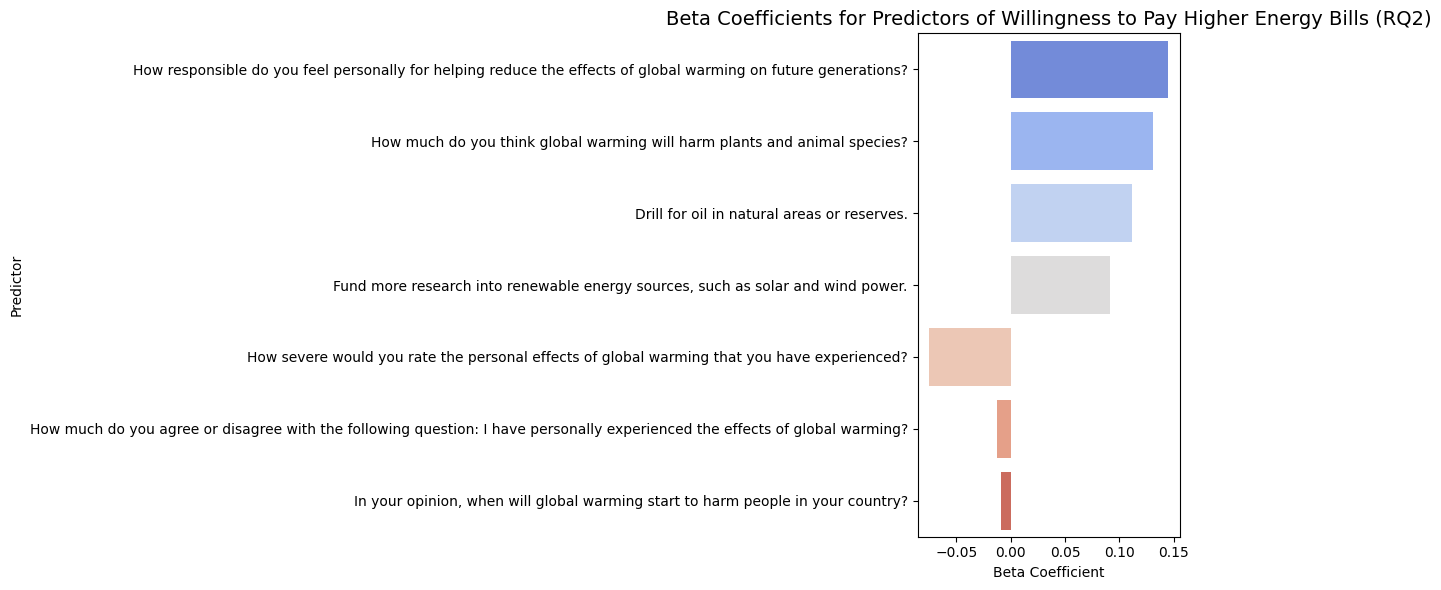 Beta Coefficients for Predictors of Willingness to Pay Higher Energy Bills (RQ2)
Predictor
How responsible do you feel personally for helping reduce the effects of global warming on future generations?
How much do you think global warming will harm plants and animal species?
Drill for oil in natural areas or reserves.
Fund more research into renewable energy sources, such as solar and wind power.
How severe would you rate the personal effects of global warming that you have experienced?
How much do you agree or disagree with the following question: I have personally experienced the effects of global warming?
In your opinion, when will global warming start to harm people in your country?
−0.05 0.00 0.05 0.10 0.15
Beta Coefficient